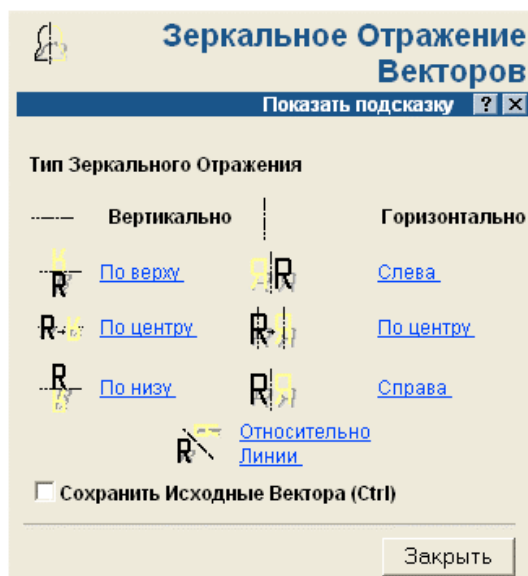 Зеркальное Отражение
Векторов
Показать подсказку ? X
Тип Зеркального Отражения
Вертикально Горизонтально
По верху Слева
По центру По центру
По низу Справа
Относительно
Линии
Сохранить Исходные Вектора (Ctrl)
Закрыть